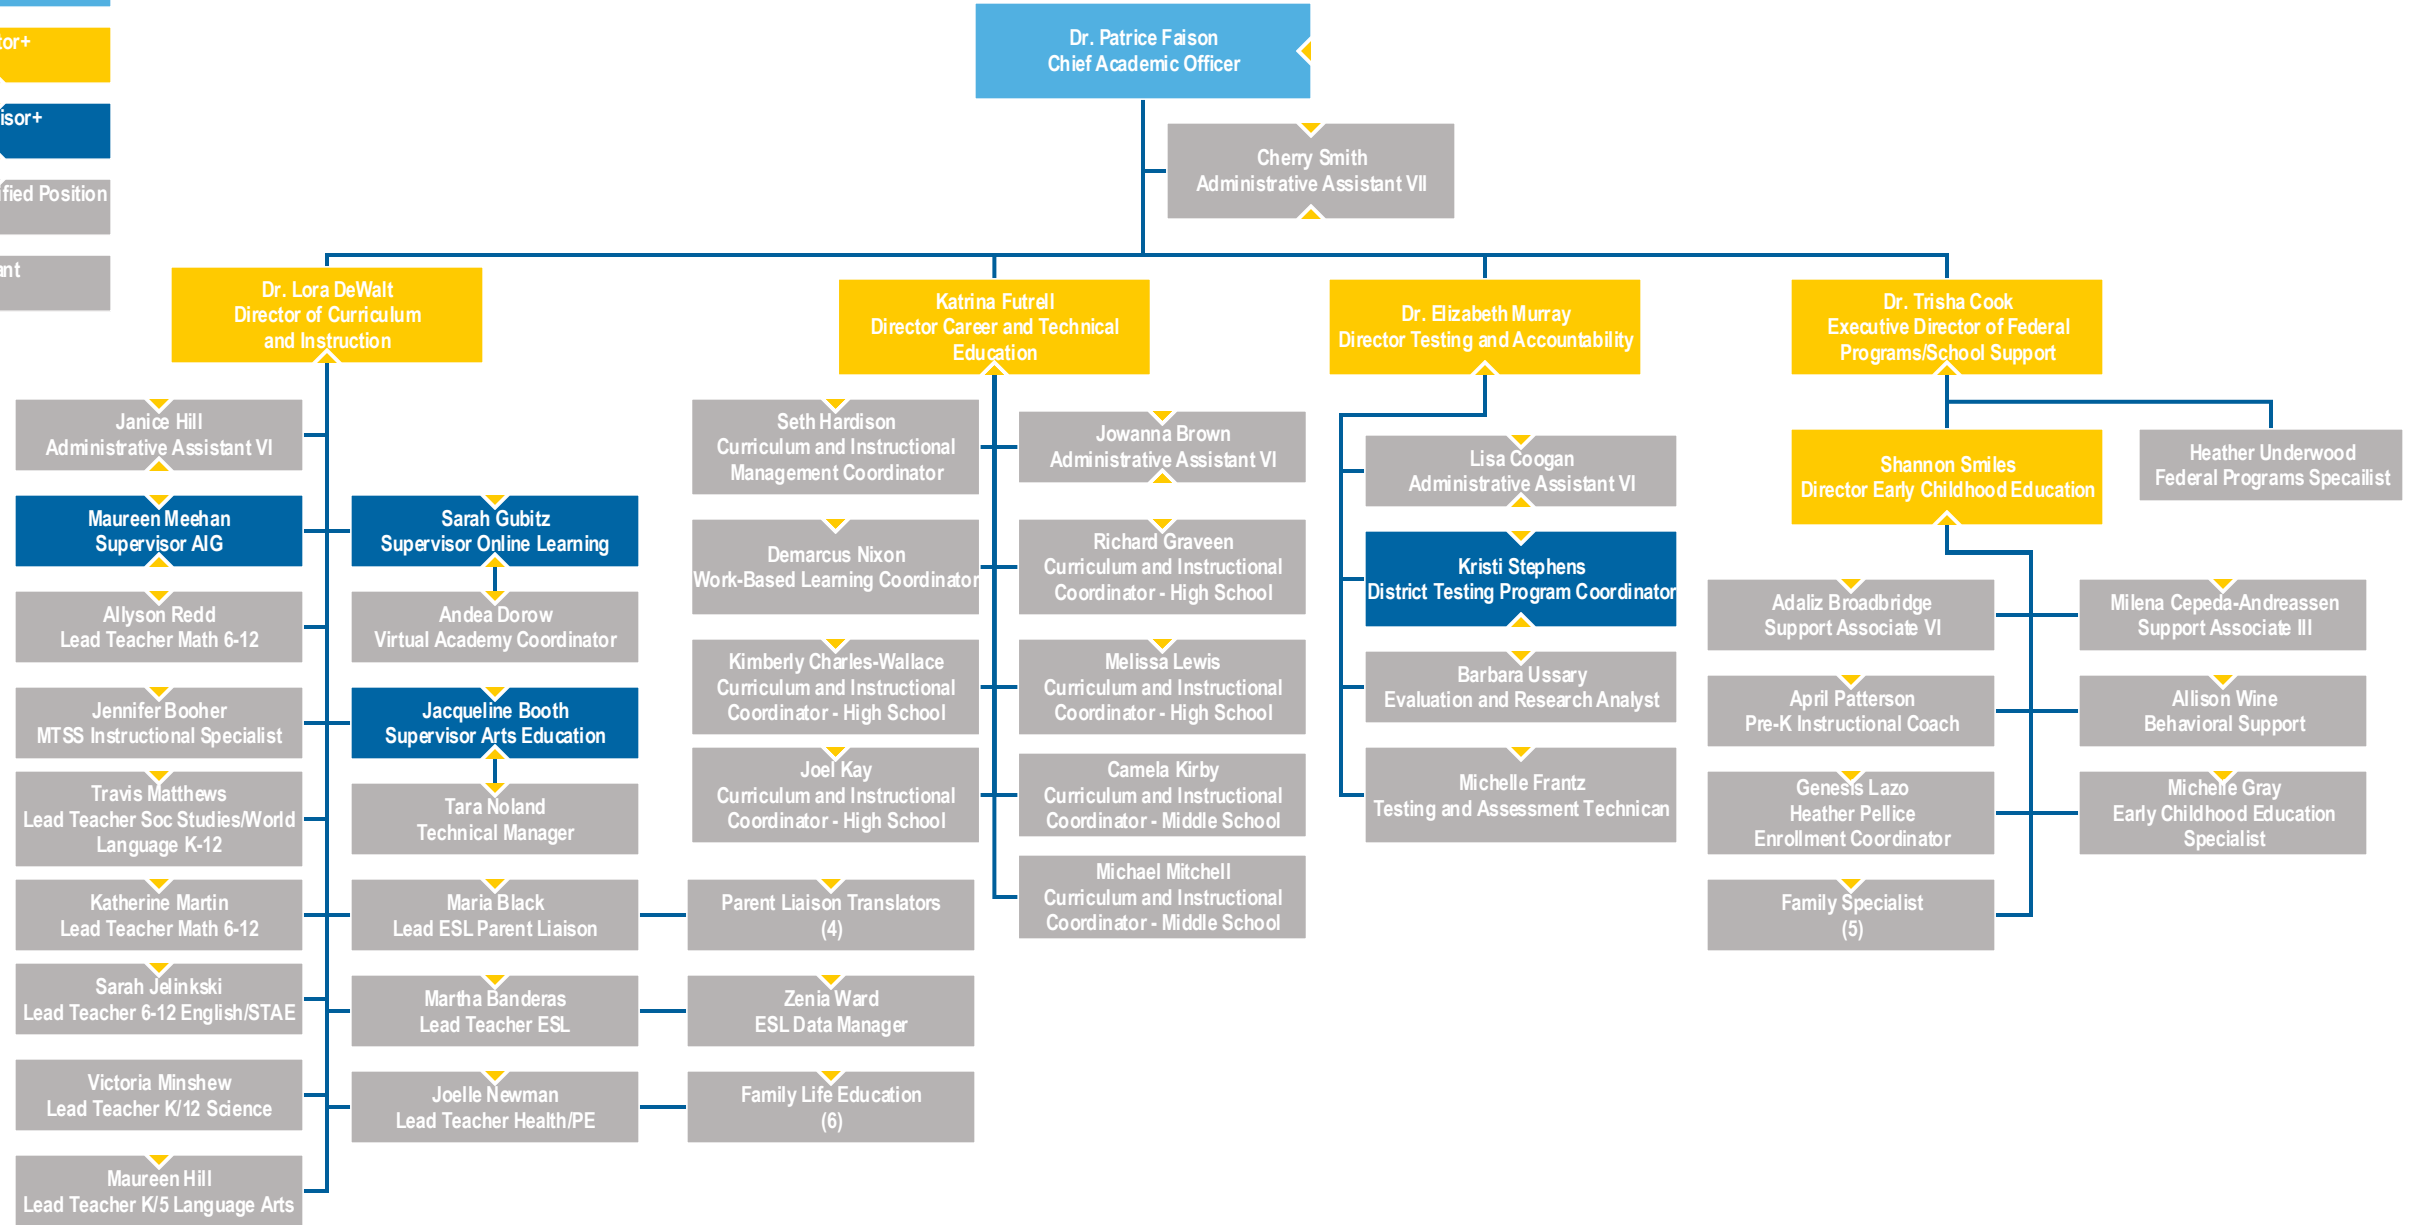 tor+
isor+
fied Position
ant
Dr. Patrice Faison
Chief Academic Officer
Cherry Smith
Administrative Assistant VII
Dr. Lora DeWalt
Director of Curriculum
and Instruction
Janice Hill
Administrative Assistant VI
Maureen Meehan
Supervisor AIG
Sarah Gubitz
Supervisor Online Learning
Allyson Redd
Lead Teacher Math 6-12
Andea Dorow
Virtual Academy Coordinator
Jennifer Booher
MTSS Instructional Specialist
Jacqueline Booth
Supervisor Arts Education
Travis Matthews
Lead Teacher Soc Studies/World
Language K-12
Tara Noland
Technical Manager
Katherine Martin
Lead Teacher Math 6-12
Maria Black
Lead ESL Parent Liaison
Parent Liaison Translators
(4)
Sarah Jelinkski
Lead Teacher 6-12 English/STAE
Martha Banderas
Lead Teacher ESL
Zenia Ward
ESL Data Manager
Victoria Minshew
Lead Teacher K/12 Science
Joelle Newman
Lead Teacher Health/PE
Family Life Education
(6)
Maureen Hill
Lead Teacher K/5 Language Arts
Katrina Futrell
Director Career and Technical
Education
Seth Hardison
Curriculum and Instructional
Management Coordinator
Jowanna Brown
Administrative Assistant VI
Demarcus Nixon
Work-Based Learning Coordinator
Richard Graveen
Curriculum and Instructional
Coordinator - High School
Kimberly Charles-Wallace
Curriculum and Instructional
Coordinator - High School
Melissa Lewis
Curriculum and Instructional
Coordinator - High School
Joel Kay
Curriculum and Instructional
Coordinator - High School
Camela Kirby
Curriculum and Instructional
Coordinator - Middle School
Michael Mitchell
Curriculum and Instructional
Coordinator - Middle School
Dr. Elizabeth Murray
Director Testing and Accountability
Lisa Coogan
Administrative Assistant VI
Kristi Stephens
District Testing Program Coordinator
Barbara Ussary
Evaluation and Research Analyst
Michelle Frantz
Testing and Assessment Technican
Dr. Trisha Cook
Executive Director of Federal
Programs/School Support
Shannon Smiles
Director Early Childhood Education
Heather Underwood
Federal Programs Specailist
Adaliz Broadbridge
Support Associate VI
Milena Cepeda-Andreassen
Support Associate III
April Patterson
Pre-K Instructional Coach
Allison Wine
Behavioral Support
Genesis Lazo
Heather Pellice
Enrollment Coordinator
Michelle Gray
Early Childhood Education
Specialist
Family Specialist
(5)